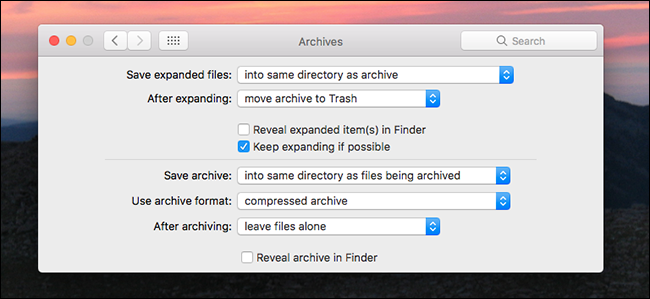 Archives
Search
Save expanded files: into same directory as archive
After expanding: move archive to Trash
Reveal expanded item(s) in Finder
Keep expanding if possible
Save archive: into same directory as files being archived
Use archive format: compressed archive
After archiving: leave files alone
Reveal archive in Finder